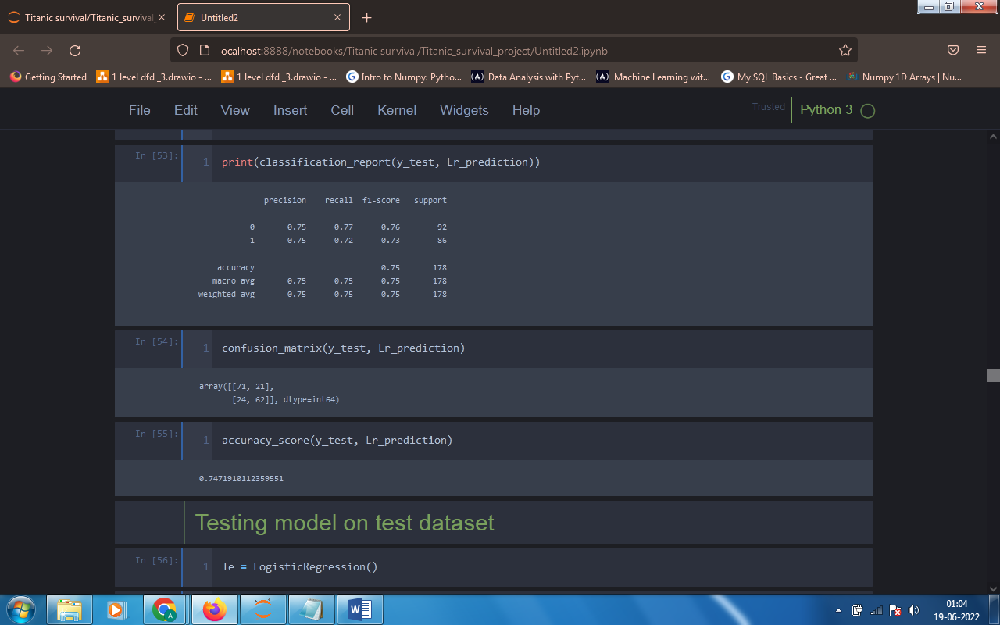 Titanic survival/Titanic_survival_
Untitled2
localhost:8888/notebooks/Titanic survival/Titanic_survival_project/Untitled2.ipynb
Getting Started 1 level dfd _3.drawio - ... 1 level dfd _3.drawio - ... Intro to Numpy: Pytho... Data Analysis with Pyt... Machine Learning wit... My SQL Basics - Great ... Numpy 1D Arrays | Nu...
File Edit View Insert Cell Kernel Widgets Help Trusted Python 3
In [53]: 1 print(classification_report(y_test, Lr_prediction))
precision recall f1-score support
0 0.75 0.77 0.76 92
1 0.75 0.72 0.73 86
accuracy 0.75 178
macro avg 0.75 0.75 0.75 178
weighted avg 0.75 0.75 0.75 178
In [54]: 1 confusion_matrix(y_test, Lr_prediction)
array([[71, 21],
[24, 62]], dtype=int64)
In [55]: 1 accuracy_score(y_test, Lr_prediction)
0.7471910112359551
Testing model on test dataset
In [56]: 1 le = LogisticRegression()
01:04
19-06-2022